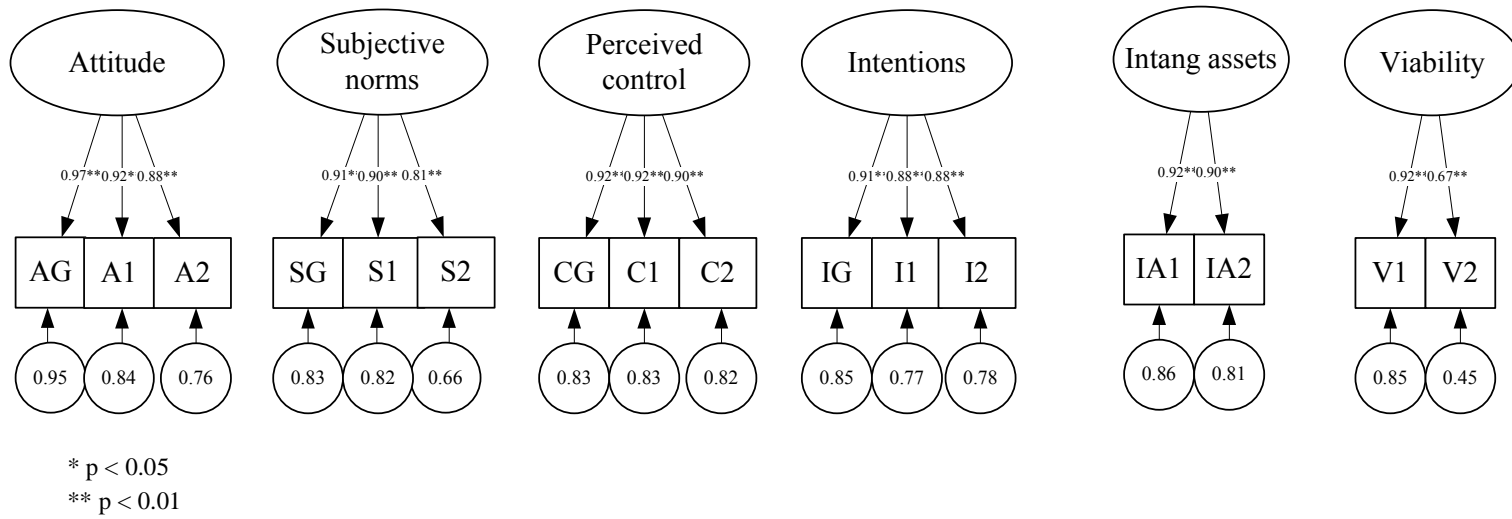 Attitude
Subjective
norms
Perceived
control
Intentions
Intang assets
Viability
0.97** 0.92* 0.88**
0.91* 0.90** 0.81**
0.92** 0.92** 0.90**
0.91** 0.88** 0.88**
0.92** 0.90**
0.92** 0.67**
AG A1 A2
SG S1 S2
CG C1 C2
IG I1 I2
IA1 IA2
V1 V2
0.95 0.84 0.76
0.83 0.82 0.66
0.83 0.83 0.82
0.85 0.77 0.78
0.86 0.81
0.85 0.45
* p < 0.05
** p < 0.01